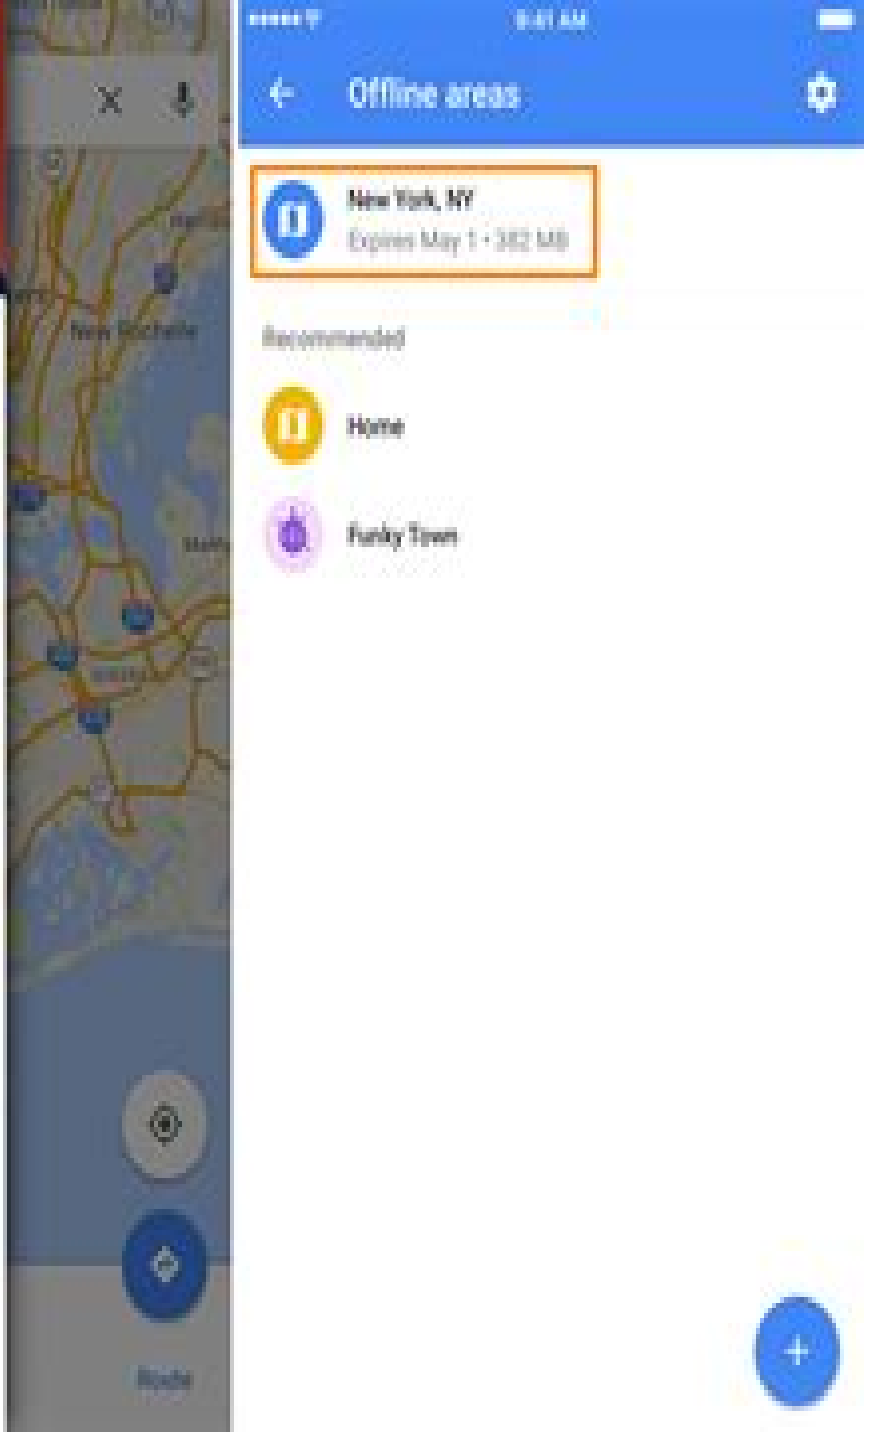 New Rochelle
Route
9:41 AM
Offline areas
New York, NY
Expires May 1 • 382 MB
Recommended
Home
Funky Town